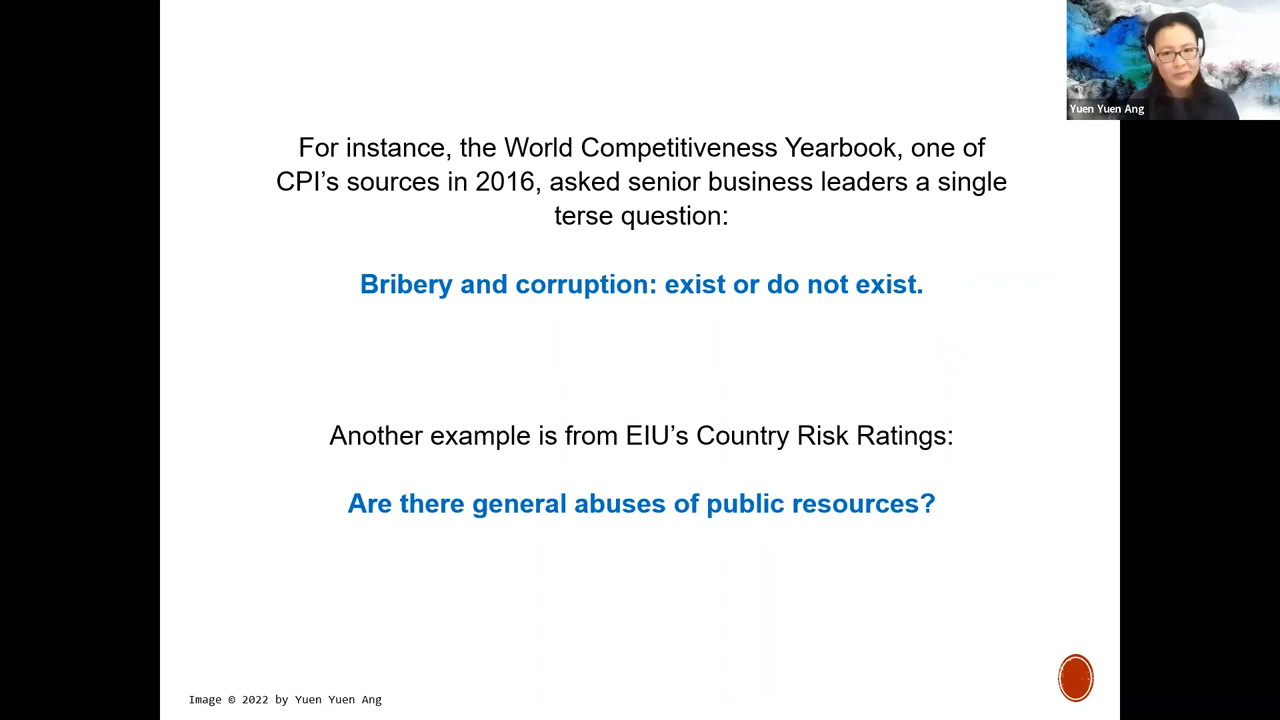 Yuen Yuen Ang
For instance, the World Competitiveness Yearbook, one of
CPI’s sources in 2016, asked senior business leaders a single
terse question:
Bribery and corruption: exist or do not exist.
Another example is from EIU’s Country Risk Ratings:
Are there general abuses of public resources?
Image © 2022 by Yuen Yuen Ang